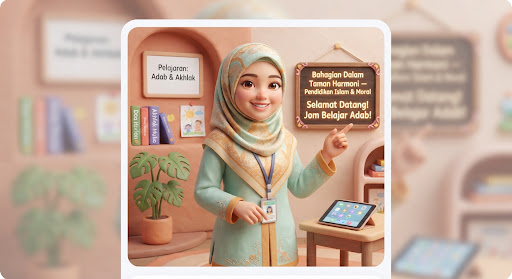 Pelajaran:
Adab & Akhlak
Bahagian Dalam
Taman Harmoni –
Pendidikan Islam & Moral
Selamat Datang!
Jom Belajar Adab!